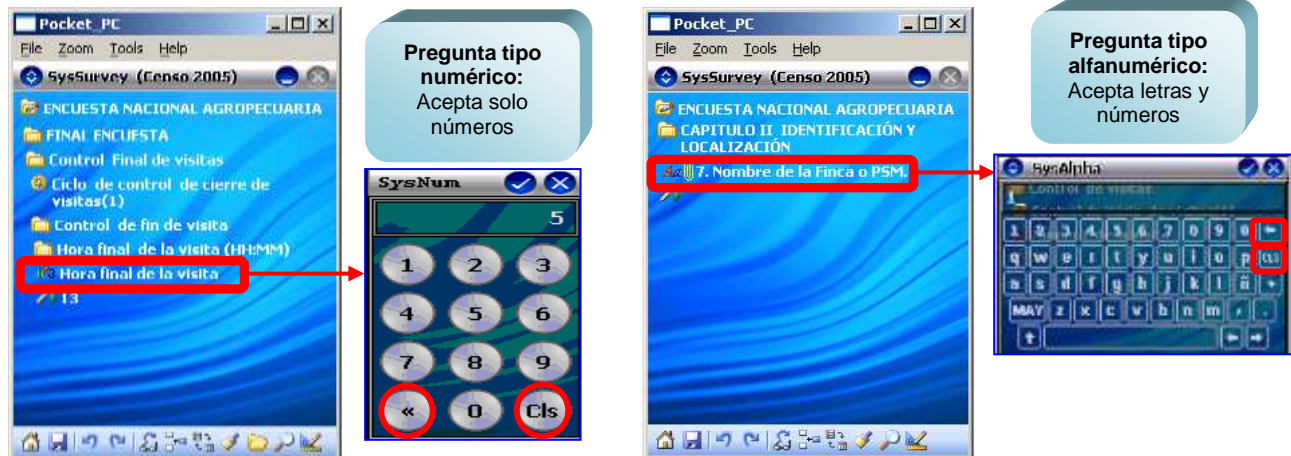 Pocket_PC
File Zoom Tools Help
SysSurvey (Censo 2005)
ENCUESTA NACIONAL AGROPECUARIA
FINAL ENCUESTA
Control Final de visitas
Ciclo de control de cierre de
visitas(1)
Control de fin de visita
Hora final de la visita (HH:MM)
Hora final de la visita
13
Pregunta tipo
numérico:
Acepta solo
números
SysNum
5
1 2 3
4 5 6
7 8 9
« 0 Cls
Pocket_PC
File Zoom Tools Help
SysSurvey (Censo 2005)
ENCUESTA NACIONAL AGROPECUARIA
CAPITULO II IDENTIFICACIÓN Y
LOCALIZACIÓN
Aa 7. Nombre de la Finca o PSM.
Pregunta tipo
alfanumérico:
Acepta letras y
números
SysAlpha
Control de visitas
1 2 3 4 5 6 7 8 9 0
q w e r t y u i o p
a s d f g h j k l ñ
MAY z x c v b n m